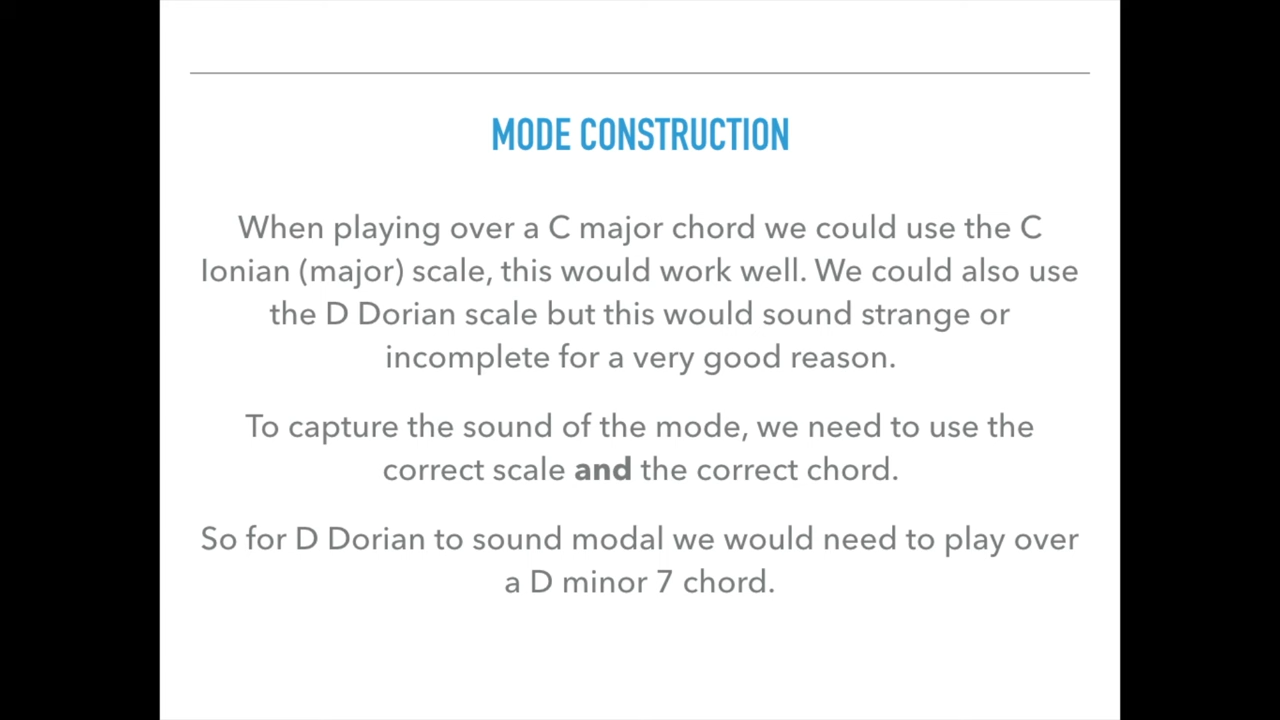 MODE CONSTRUCTION
When playing over a C major chord we could use the C
Ionian (major) scale, this would work well. We could also use
the D Dorian scale but this would sound strange or
incomplete for a very good reason.
To capture the sound of the mode, we need to use the
correct scale and the correct chord.
So for D Dorian to sound modal we would need to play over
a D minor 7 chord.